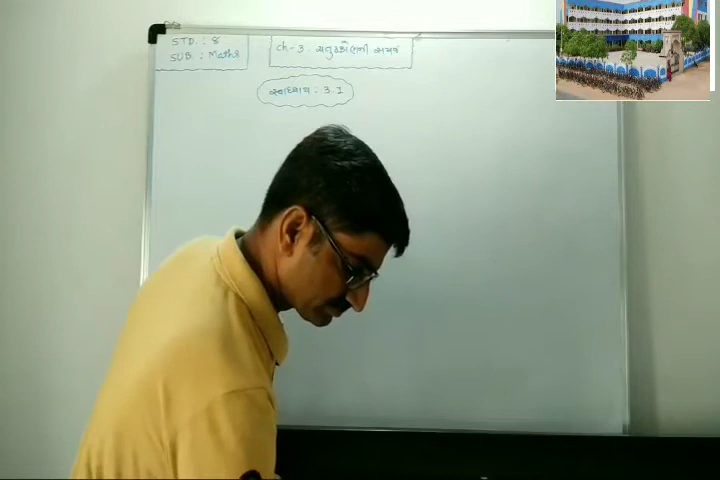 STD. : 8
SUB. : Maths
Ch-3. ચતુષ્કોણની સમજ
સ્વાધ્યાય : 3.1